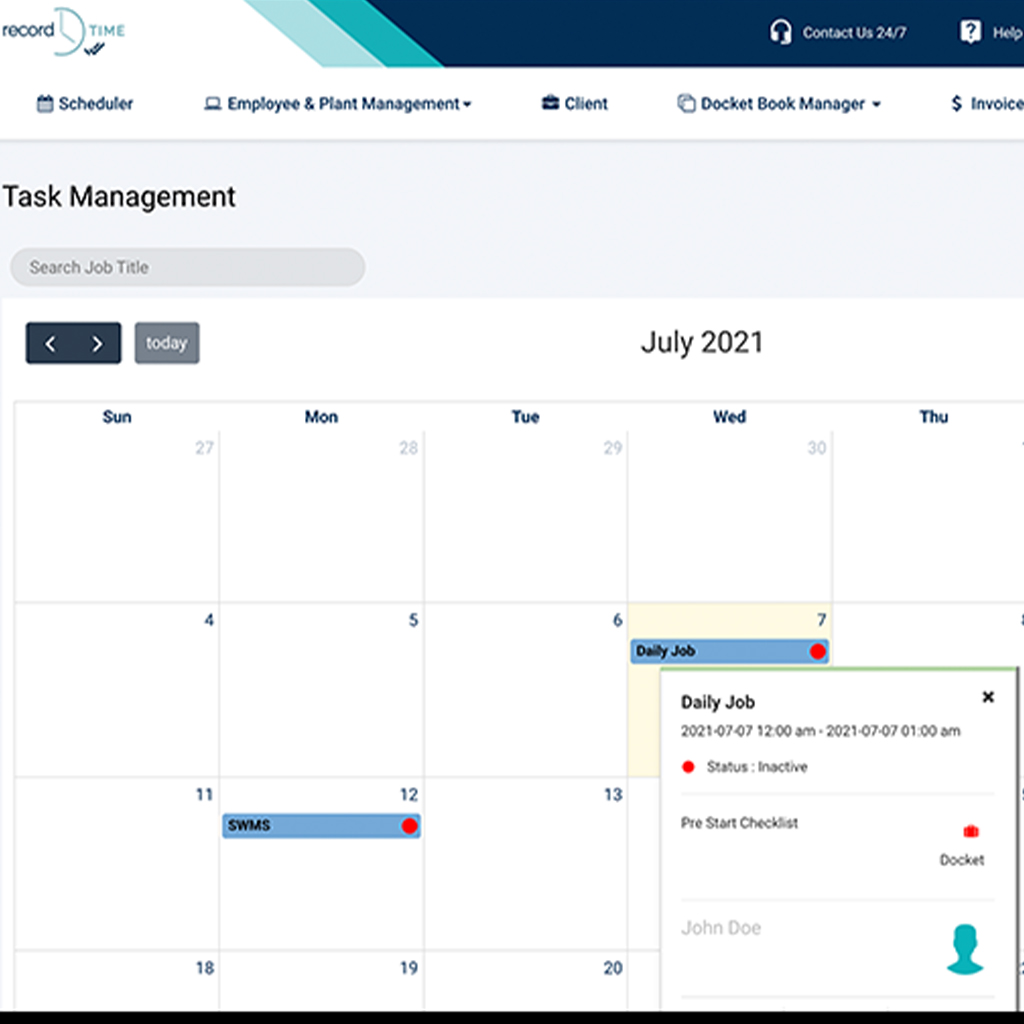 record TIME
Contact Us 24/7
Help
Scheduler
Employee & Plant Management
Client
Docket Book Manager
$ Invoice
Task Management
Search Job Title
today
July 2021
Sun Mon Tue Wed Thu
27 28 29 30
4 5 6 7
Daily Job
Daily Job
2021-07-07 12:00 am - 2021-07-07 01:00 am
Status : Inactive
11 12 13
SWMS
Pre Start Checklist
Docket
John Doe
18 19 20